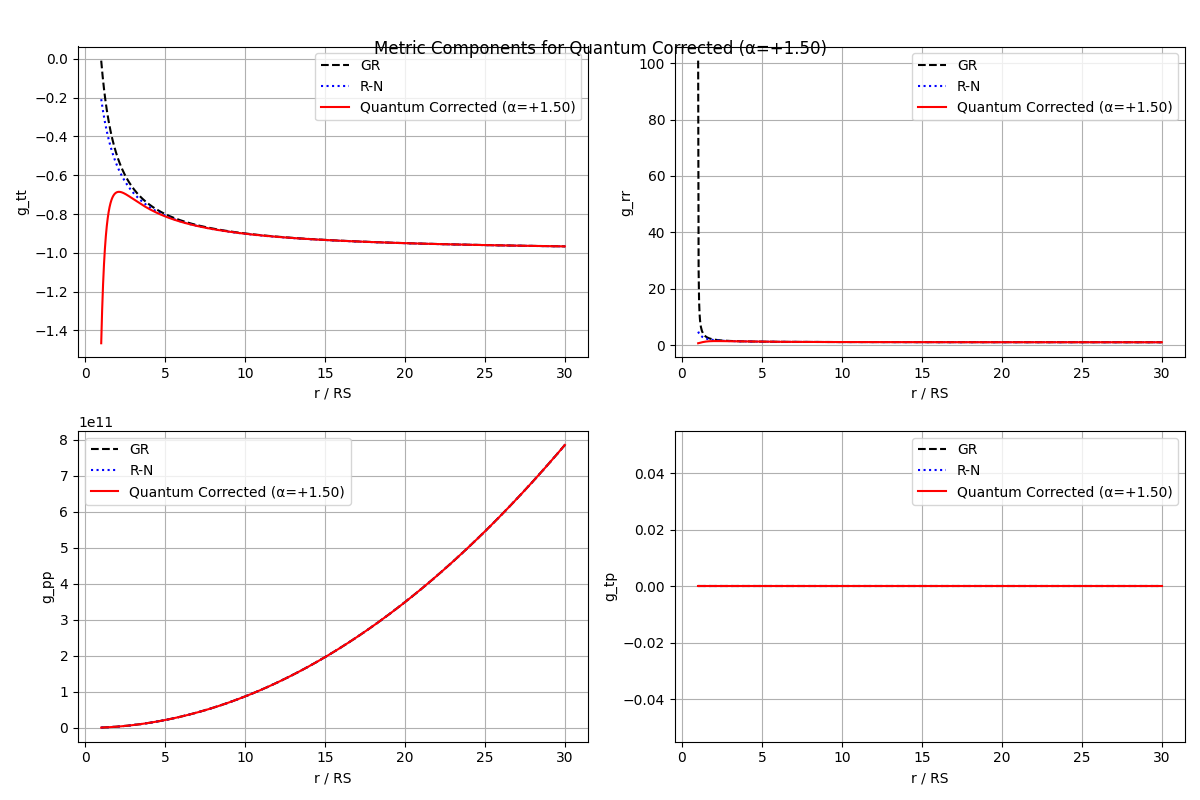 Metric Components for Quantum Corrected (α=+1.50)
0.0
−0.2
−0.4
−0.6
−0.8
−1.0
−1.2
−1.4
g_tt
GR
R-N
Quantum Corrected (α=+1.50)
0 5 10 15 20 25 30
r / RS
100
80
60
40
20
0
g_rr
GR
R-N
Quantum Corrected (α=+1.50)
0 5 10 15 20 25 30
r / RS
1e11
8
7
6
5
4
3
2
1
0
g_pp
GR
R-N
Quantum Corrected (α=+1.50)
0 5 10 15 20 25 30
r / RS
0.04
0.02
0.00
−0.02
−0.04
g_tp
GR
R-N
Quantum Corrected (α=+1.50)
0 5 10 15 20 25 30
r / RS